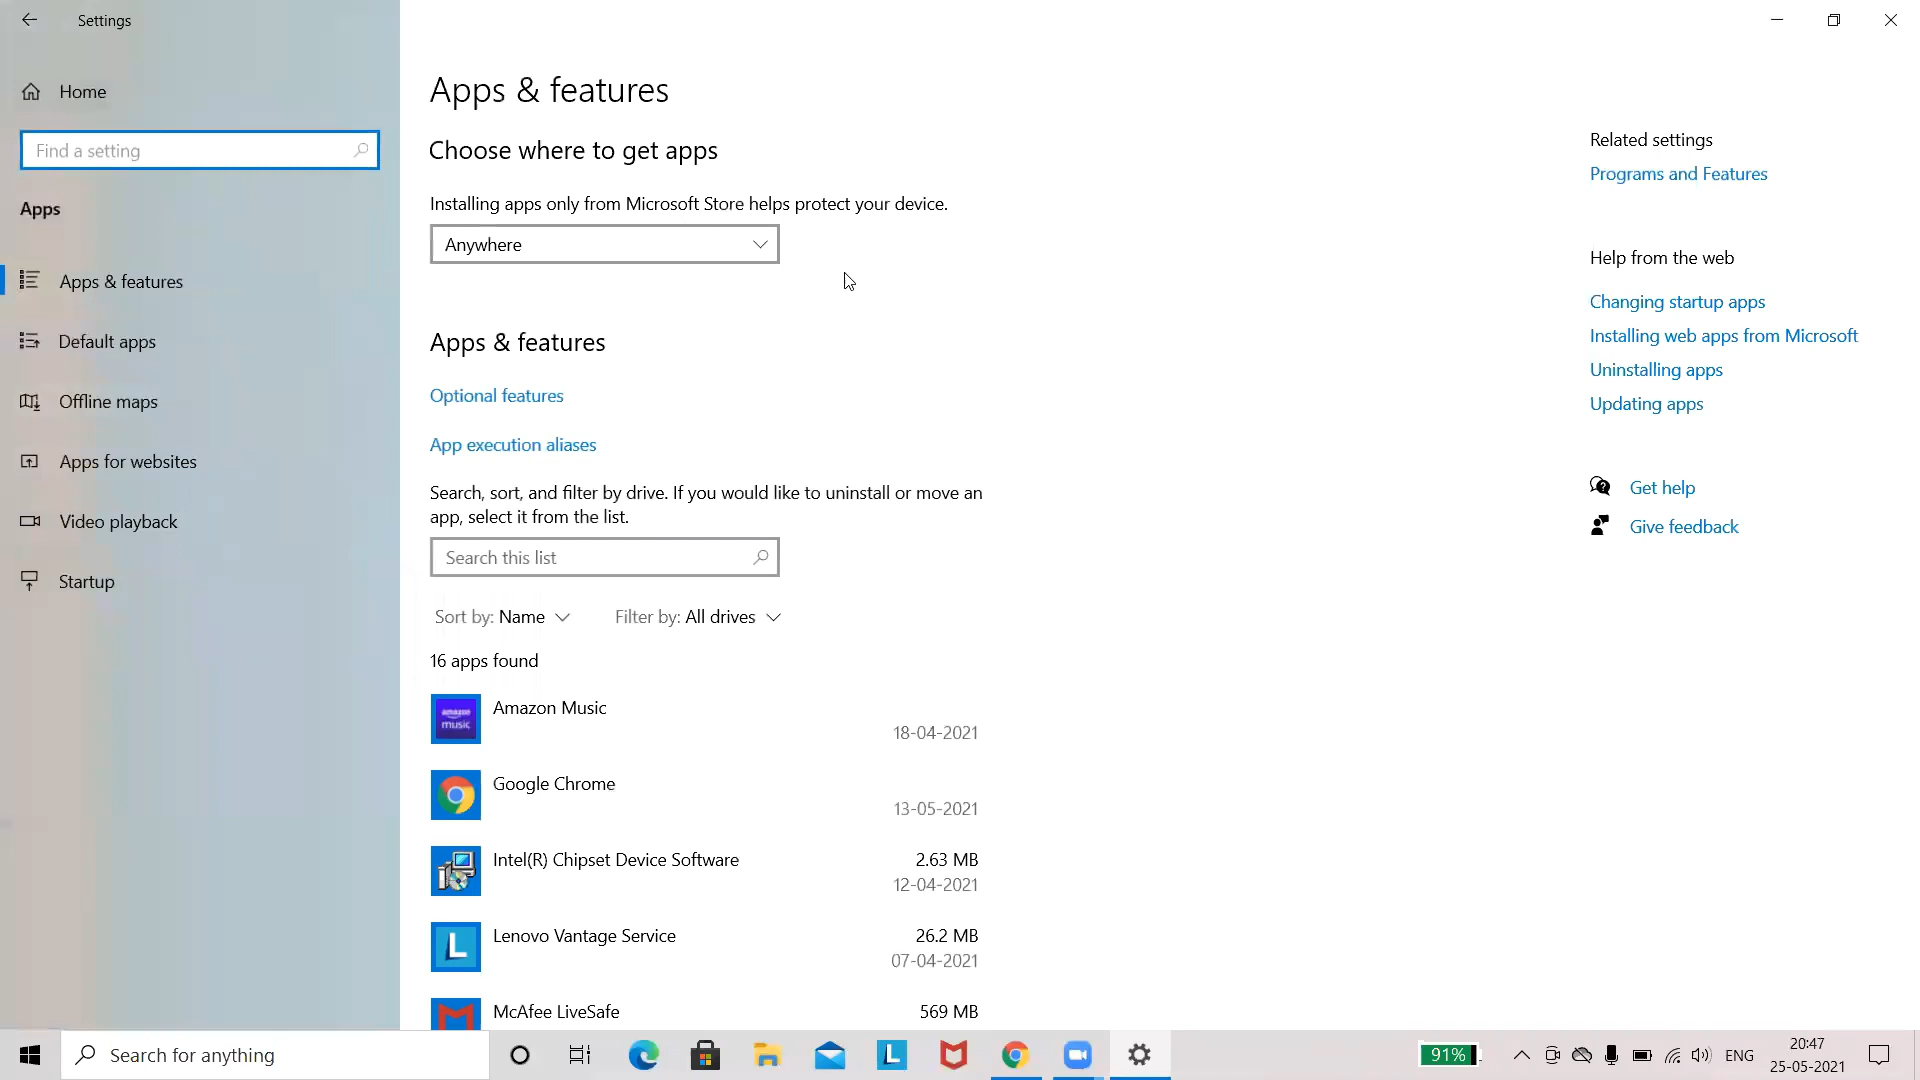 Settings
Home
Find a setting
Apps
Apps & features
Default apps
Offline maps
Apps for websites
Video playback
Startup
Apps & features
Choose where to get apps
Installing apps only from Microsoft Store helps protect your device.
Anywhere
Apps & features
Optional features
App execution aliases
Search, sort, and filter by drive. If you would like to uninstall or move an
app, select it from the list.
Search this list
Sort by: Name
Filter by: All drives
16 apps found
amazon
music
Amazon Music
18-04-2021
Google Chrome
13-05-2021
Intel(R) Chipset Device Software
2.63 MB
12-04-2021
L
Lenovo Vantage Service
26.2 MB
07-04-2021
McAfee LiveSafe
569 MB
Related settings
Programs and Features
Help from the web
Changing startup apps
Installing web apps from Microsoft
Uninstalling apps
Updating apps
Get help
Give feedback
Search for anything
L
91%
ENG
20:47
25-05-2021